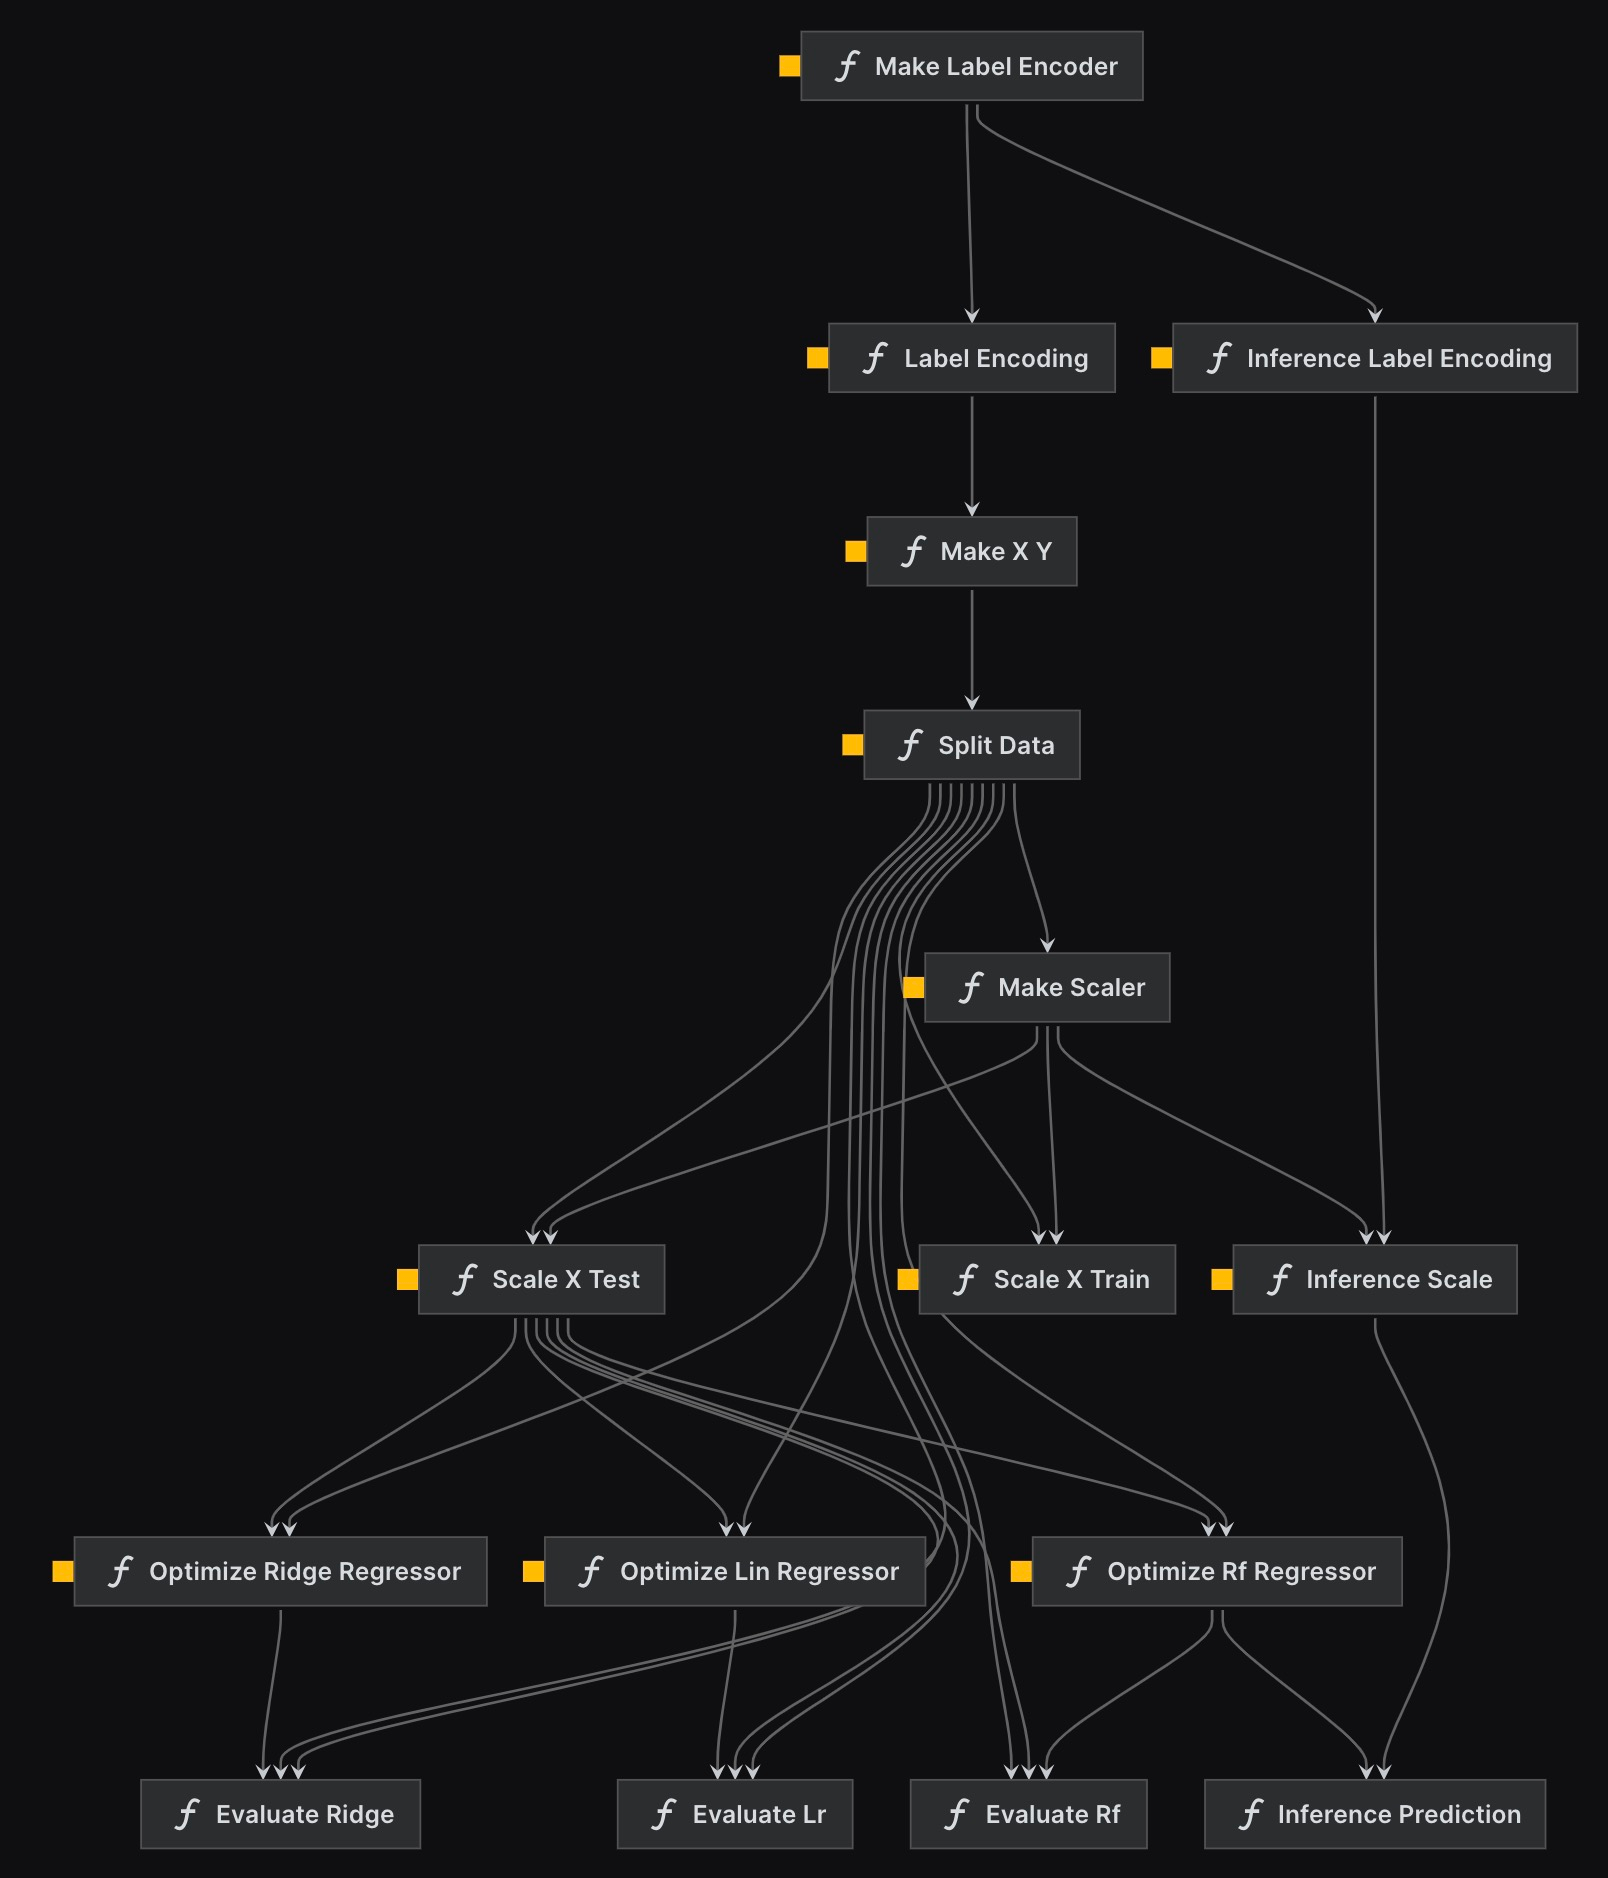 Make Label Encoder
Label Encoding
Inference Label Encoding
Make X Y
Split Data
Make Scaler
Scale X Test
Scale X Train
Inference Scale
Optimize Ridge Regressor
Optimize Lin Regressor
Optimize Rf Regressor
Evaluate Ridge
Evaluate Lr
Evaluate Rf
Inference Prediction